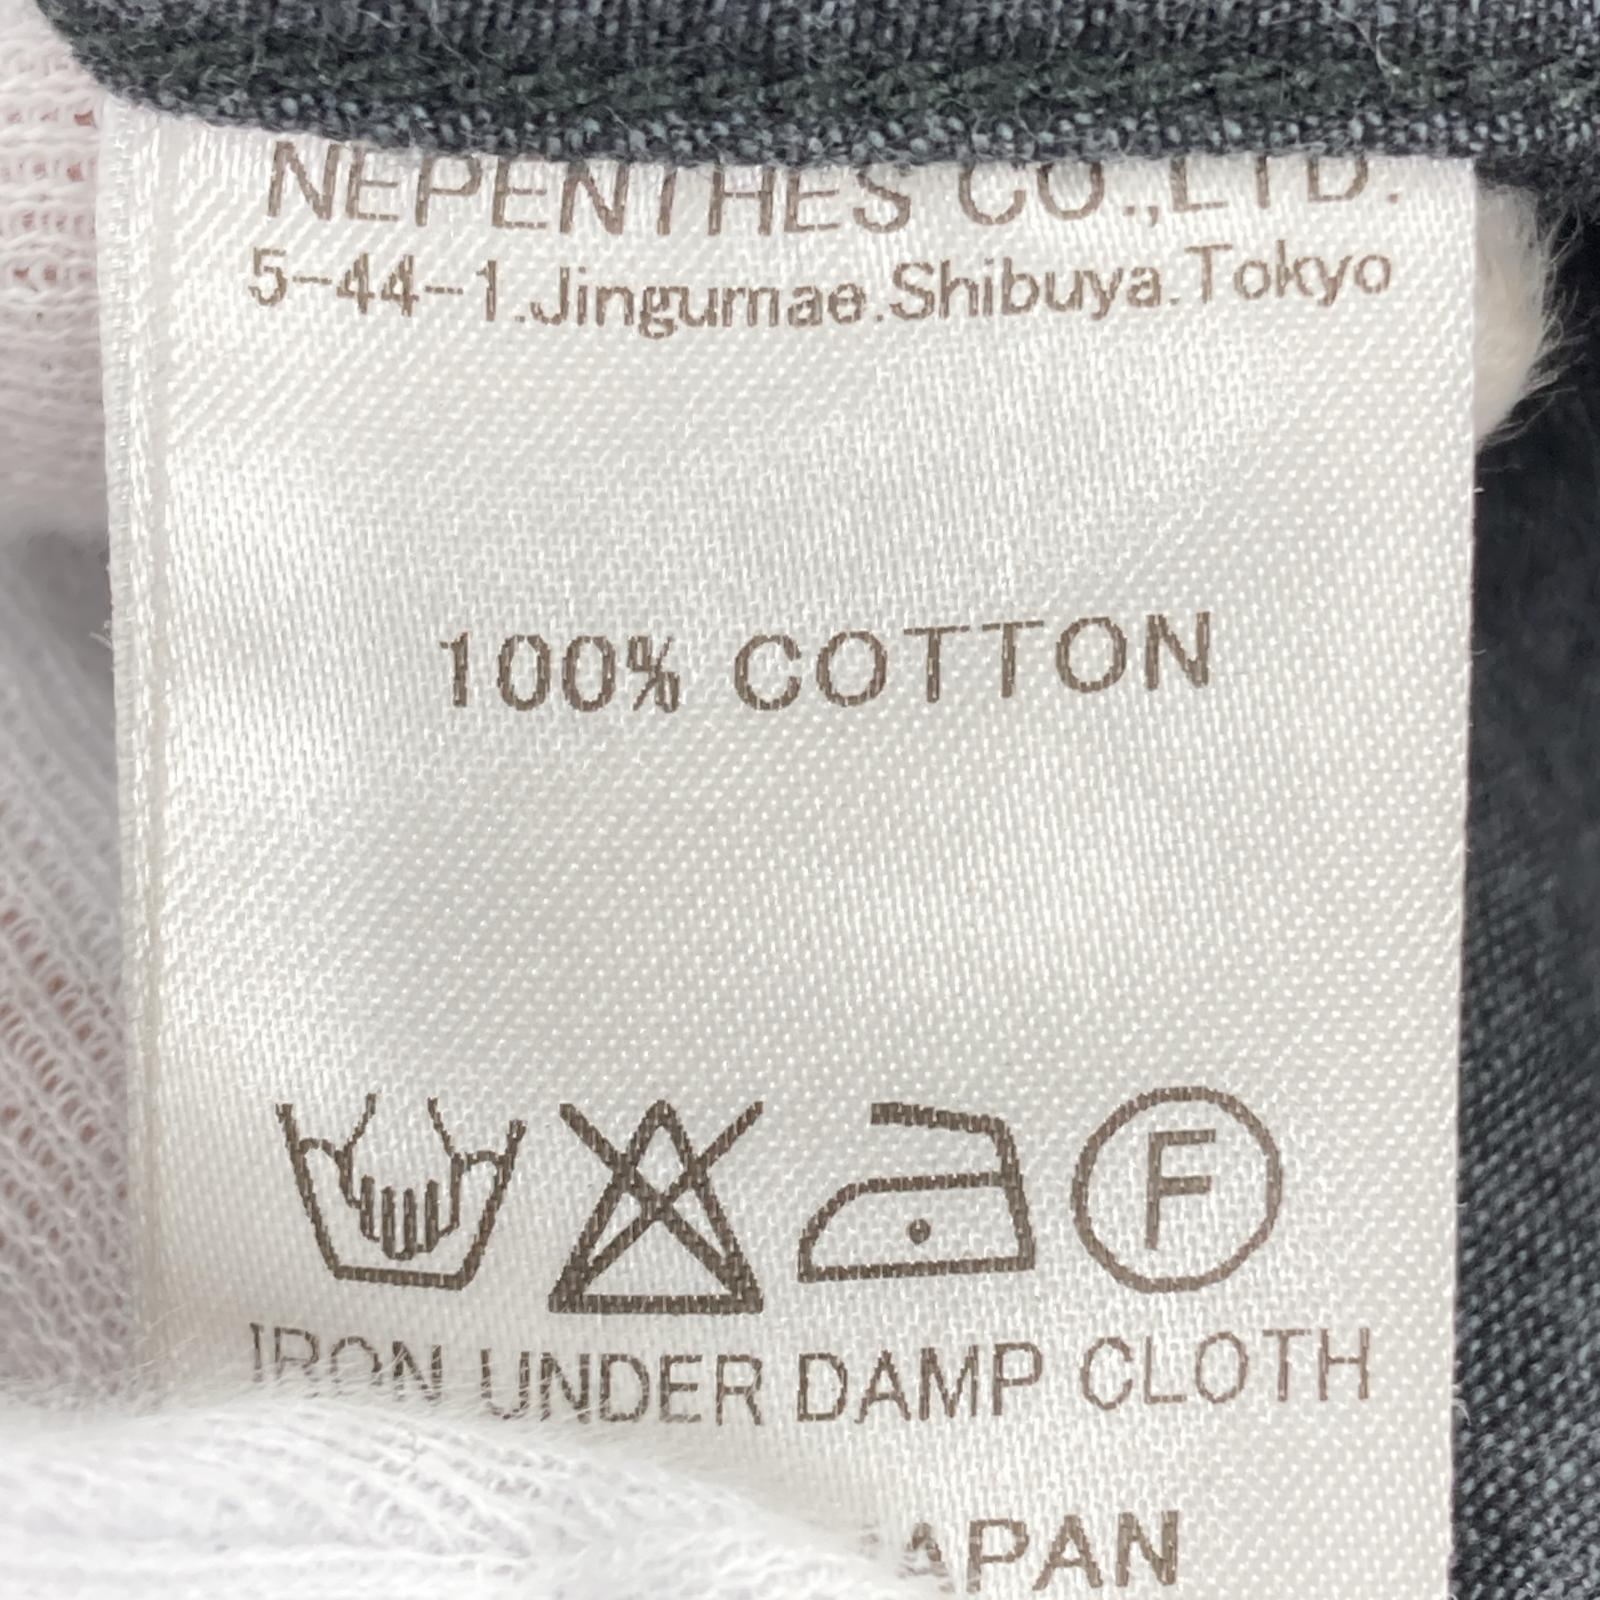 NEPENTHES CO.,LTD.
5-44-1.Jingumae.Shibuya.Tokyo
100% COTTON
F
IRON UNDER DAMP CLOTH